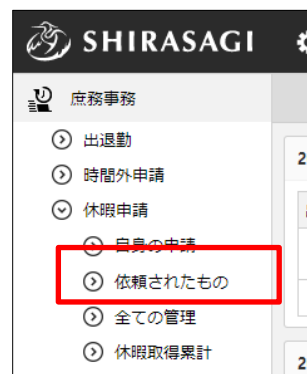 SHIRASAGI
庶務事務
出退勤
時間外申請
休暇申請
自身の申請
依頼されたもの
全ての管理
休暇取得累計
2
2